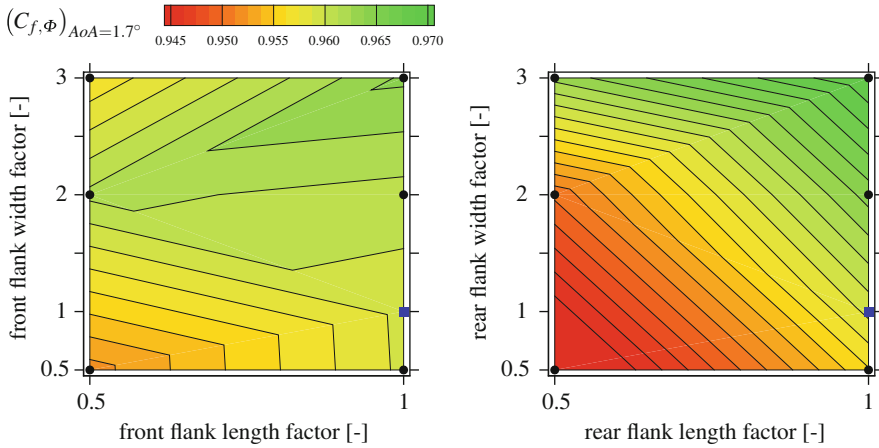 (C_{f,Φ})_{AoA=1.7°}
0.945 0.950 0.955 0.960 0.965 0.970
front flank width factor [-]
3
2
1
0.5
0.5 1
front flank length factor [-]
rear flank width factor [-]
3
2
1
0.5
0.5 1
rear flank length factor [-]